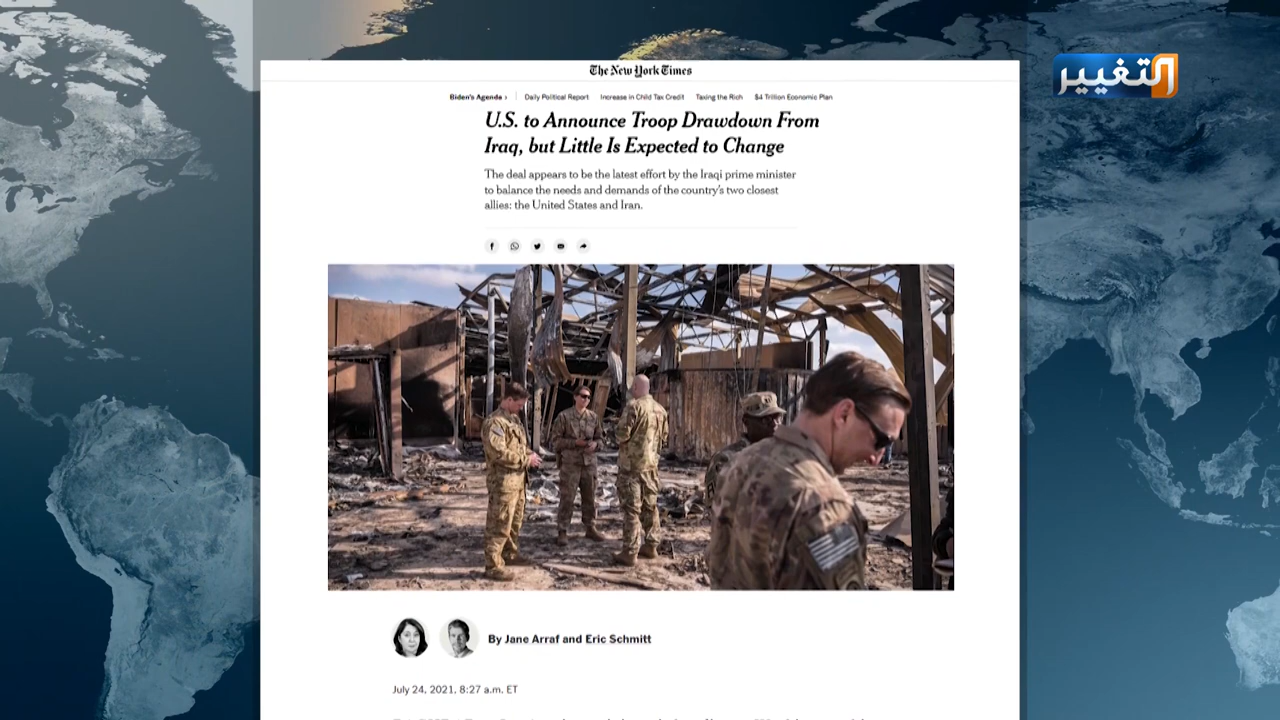 The New York Times
التغيير
Biden's Agenda › Daily Political Report Increase in Child Tax Credit Taxing the Rich $4 Trillion Economic Plan
U.S. to Announce Troop Drawdown From
Iraq, but Little Is Expected to Change
The deal appears to be the latest effort by the Iraqi prime minister
to balance the needs and demands of the country's two closest
allies: the United States and Iran.
By Jane Arraf and Eric Schmitt
July 24, 2021, 8:27 a.m. ET